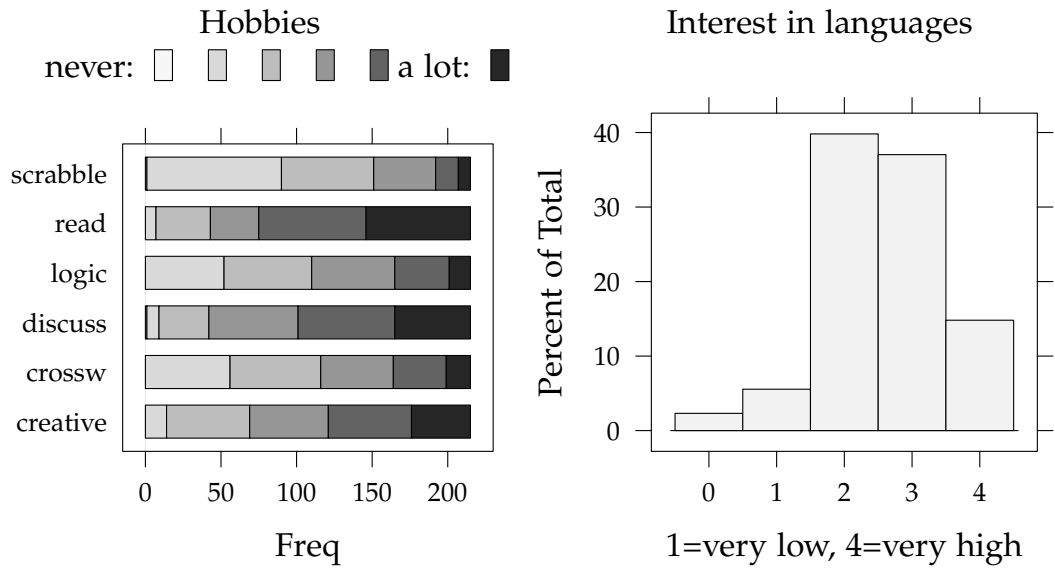 Hobbies
never: a lot:
scrabble
read
logic
discuss
crossw
creative
0 50 100 150 200
Freq
Interest in languages
Percent of Total
40
30
20
10
0
0 1 2 3 4
1=very low, 4=very high